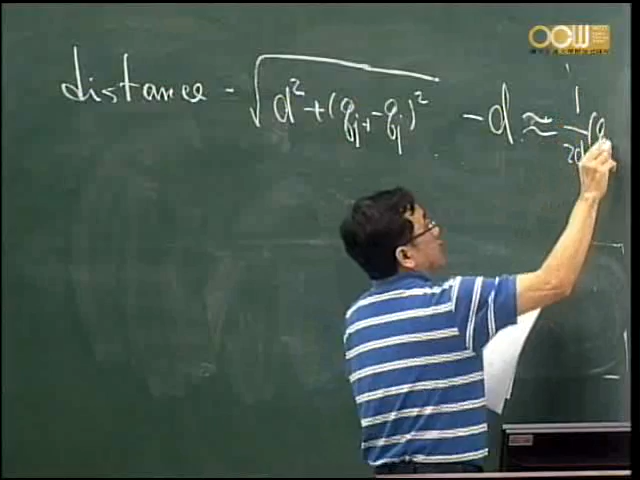 OCW
distance = √(d² + (q_{j+1} - q_j)²) - d ≈ 1/2d (